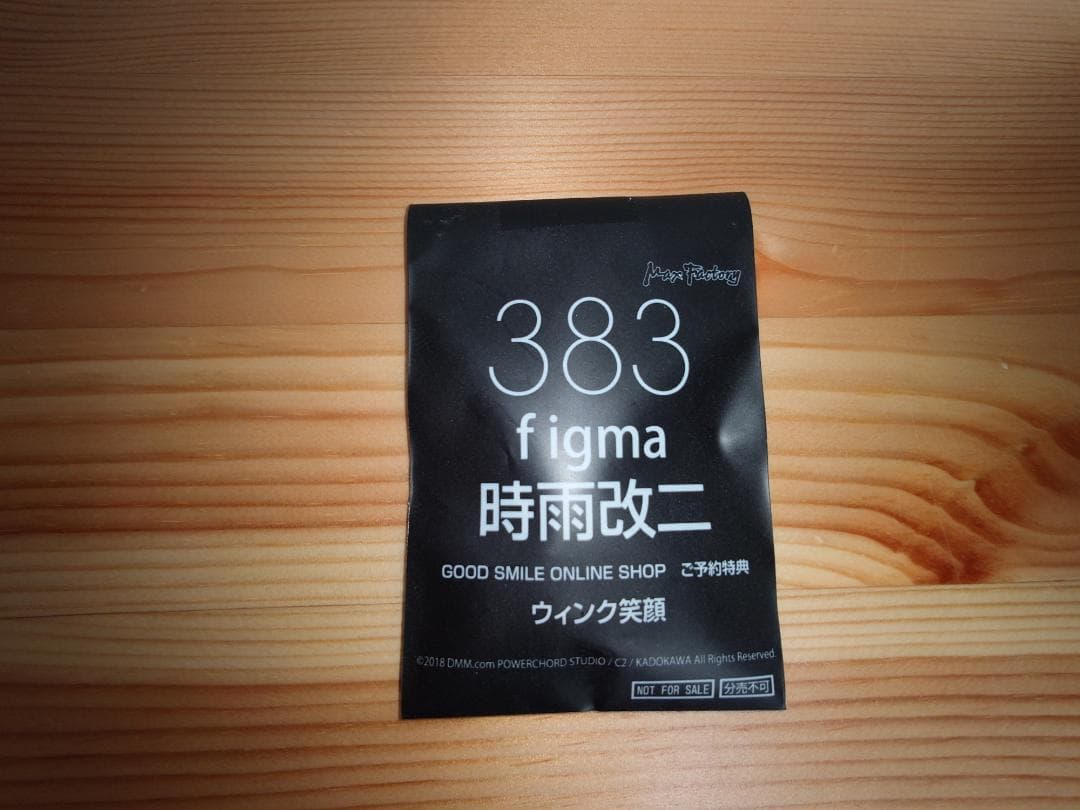 Max Factory
383
figma
時雨改二
GOOD SMILE ONLINE SHOP ご予約特典
ウィンク笑顔
©2018 DMM.com POWERCHORD STUDIO / C2 / KADOKAWA All Rights Reserved.
NOT FOR SALE 分売不可